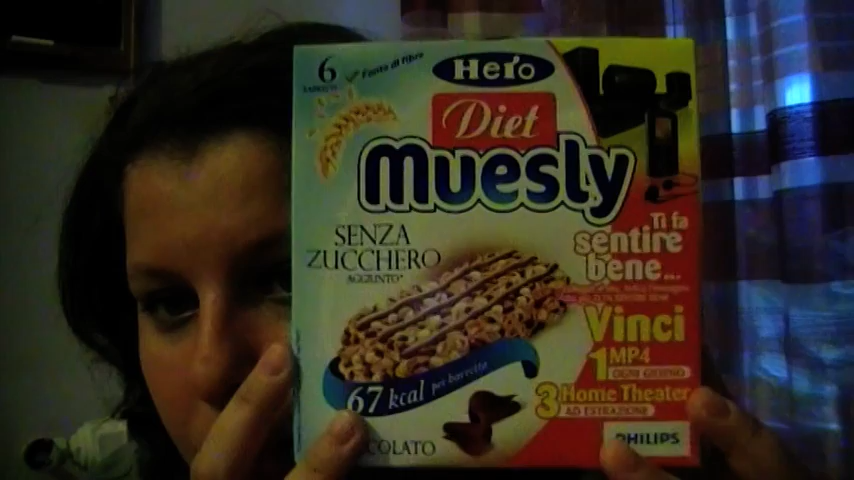 6
Fonte di fibre
Hero
Diet
Muesly
SENZA
ZUCCHERO
AGGIUNTO*
67 kcal per barretta
COLATO
Ti fa
sentire
bene...
Vinci
1 MP4
OGNI GIORNO
3 Home Theater
AD ESTRAZIONE
PHILIPS